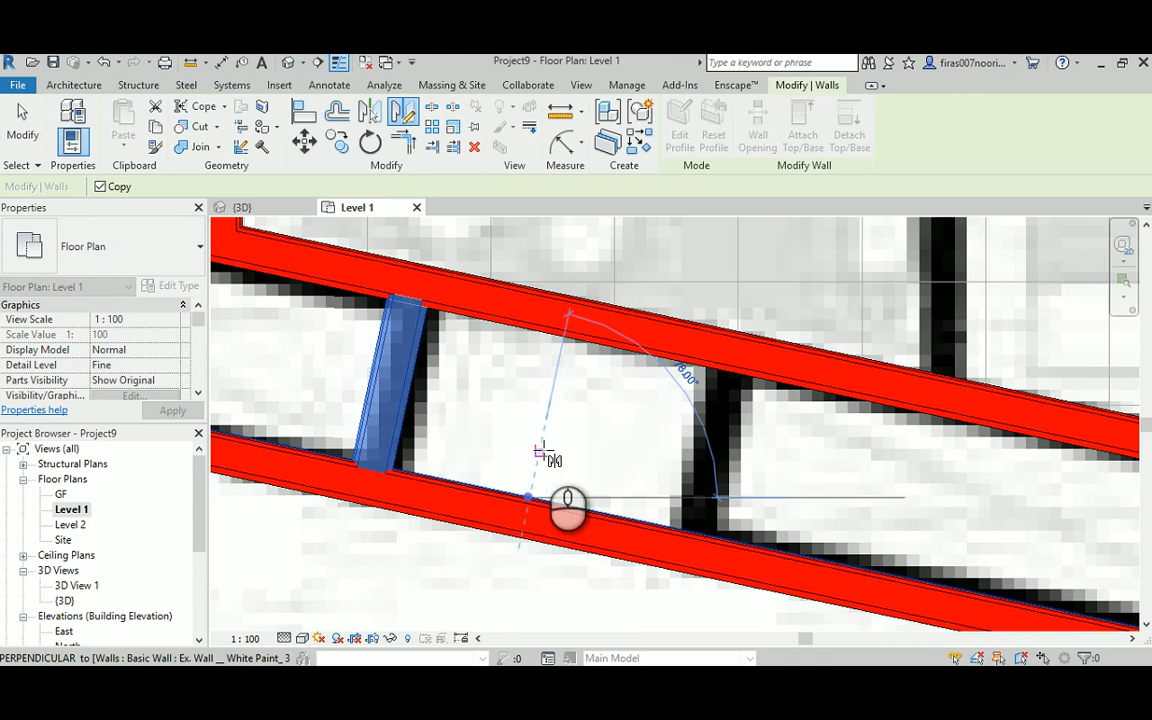 Project9 - Floor Plan: Level 1
Type a keyword or phrase
firas007noori...
File
Architecture
Structure
Steel
Systems
Insert
Annotate
Analyze
Massing & Site
Collaborate
View
Manage
Add-Ins
Enscape™
Modify | Walls
Modify
Select
Properties
Paste
Clipboard
Cope
Cut
Join
Geometry
Modify
View
Measure
Create
Edit Profile
Reset Profile
Mode
Wall Opening
Attach Top/Base
Detach Top/Base
Modify Wall
Modify | Walls
Copy
Properties
Floor Plan
Floor Plan: Level 1
Edit Type
Graphics
View Scale 1 : 100
Scale Value 1: 100
Display Model Normal
Detail Level Fine
Parts Visibility Show Original
Visibility/Graphi... Edit...
Properties help
Apply
Project Browser - Project9
Views (all)
Structural Plans
Floor Plans
GF
Level 1
Level 2
Site
Ceiling Plans
3D Views
3D View 1
{3D}
Elevations (Building Elevation)
East
{3D}
Level 1
78.00°
2D
1 : 100
PERPENDICULAR to [Walls : Basic Wall : Ex. Wall __ White Paint_ 3
:0
Main Model
:0